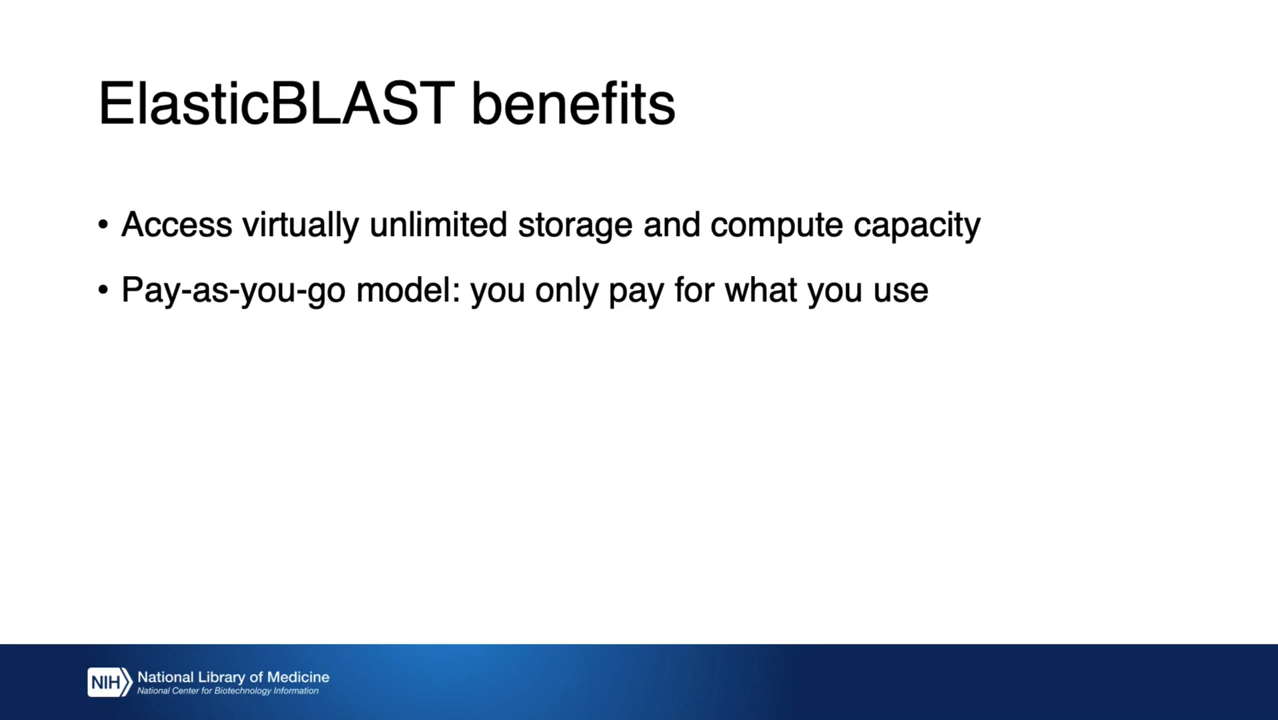 ElasticBLAST benefits
• Access virtually unlimited storage and compute capacity
• Pay-as-you-go model: you only pay for what you use
NIH
National Library of Medicine
National Center for Biotechnology Information